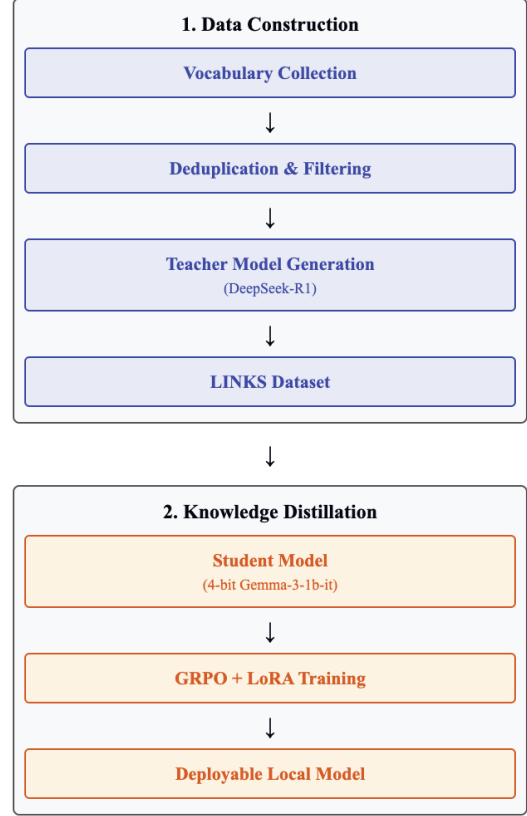 1. Data Construction
Vocabulary Collection
↓
Deduplication & Filtering
↓
Teacher Model Generation
(DeepSeek-R1)
↓
LINKS Dataset
↓
2. Knowledge Distillation
Student Model
(4-bit Gemma-3-1b-it)
↓
GRPO + LoRA Training
↓
Deployable Local Model